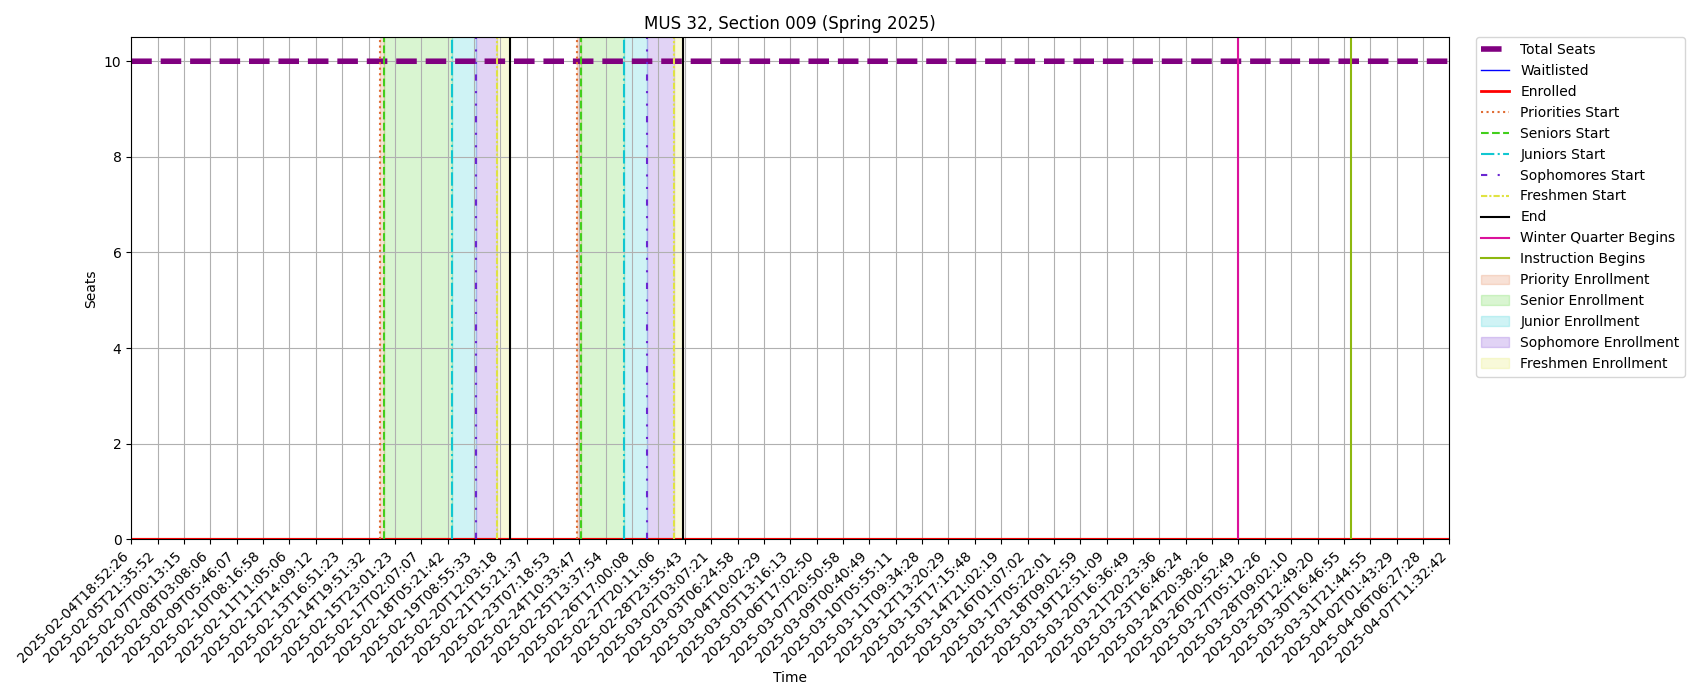 MUS 32, Section 009 (Spring 2025)
Seats
10
8
6
4
2
0
2025-02-04T18:52:26
2025-02-05T21:35:52
2025-02-07T00:13:15
2025-02-08T03:08:06
2025-02-09T05:46:07
2025-02-10T08:16:58
2025-02-11T11:05:06
2025-02-12T14:09:12
2025-02-13T16:51:23
2025-02-14T19:51:32
2025-02-15T23:01:23
2025-02-17T02:07:07
2025-02-18T05:21:42
2025-02-19T08:55:33
2025-02-20T12:03:18
2025-02-21T15:21:37
2025-02-23T07:18:53
2025-02-24T10:33:47
2025-02-25T13:37:54
2025-02-26T17:00:08
2025-02-27T20:11:06
2025-02-28T23:55:43
2025-03-02T03:07:21
2025-03-03T06:24:58
2025-03-04T10:02:29
2025-03-05T13:16:13
2025-03-06T17:02:50
2025-03-07T20:50:58
2025-03-09T00:40:49
2025-03-10T05:55:11
2025-03-11T09:34:28
2025-03-12T13:20:29
2025-03-13T17:15:48
2025-03-14T21:02:19
2025-03-16T01:07:02
2025-03-17T05:22:01
2025-03-18T09:02:59
2025-03-19T12:51:09
2025-03-20T16:36:49
2025-03-21T20:23:36
2025-03-23T16:46:24
2025-03-24T20:38:26
2025-03-26T00:52:49
2025-03-27T05:12:26
2025-03-28T09:02:10
2025-03-29T12:49:20
2025-03-30T16:46:55
2025-03-31T21:44:55
2025-04-02T01:43:29
2025-04-06T06:27:28
2025-04-07T11:32:42
Time
Total Seats
Waitlisted
Enrolled
Priorities Start
Seniors Start
Juniors Start
Sophomores Start
Freshmen Start
End
Winter Quarter Begins
Instruction Begins
Priority Enrollment
Senior Enrollment
Junior Enrollment
Sophomore Enrollment
Freshmen Enrollment